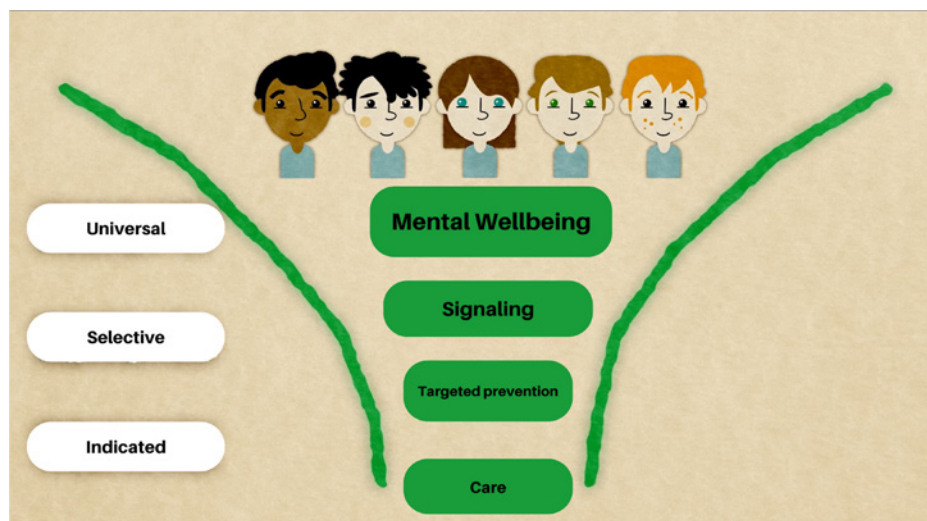 Mental Wellbeing
Universal
Signaling
Selective
Targeted prevention
Indicated
Care